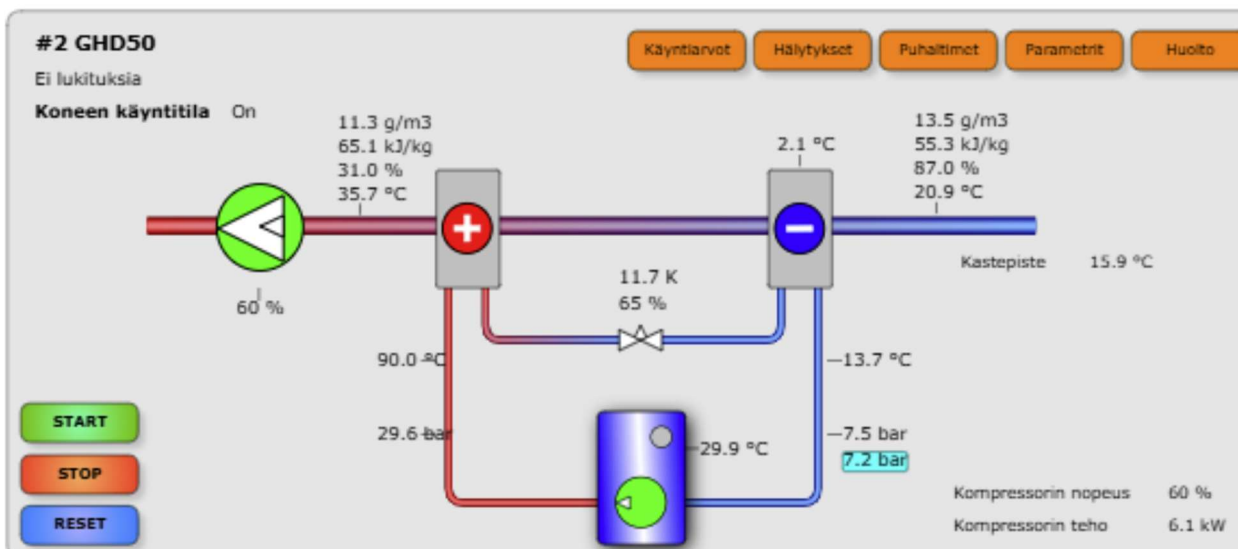 #2 GHD50
Käyntiarvot
Hälytykset
Puhaltimet
Parametrit
Huolto
Ei lukituksia
Koneen käyntitila On
11.3 g/m3
65.1 kJ/kg
31.0 %
35.7 °C
2.1 °C
13.5 g/m3
55.3 kJ/kg
87.0 %
20.9 °C
Kastepiste 15.9 °C
60 %
11.7 K
65 %
90.0 °C
13.7 °C
START
29.6 bar
29.9 °C
7.5 bar
7.2 bar
STOP
RESET
Kompressorin nopeus 60 %
Kompressorin teho 6.1 kW